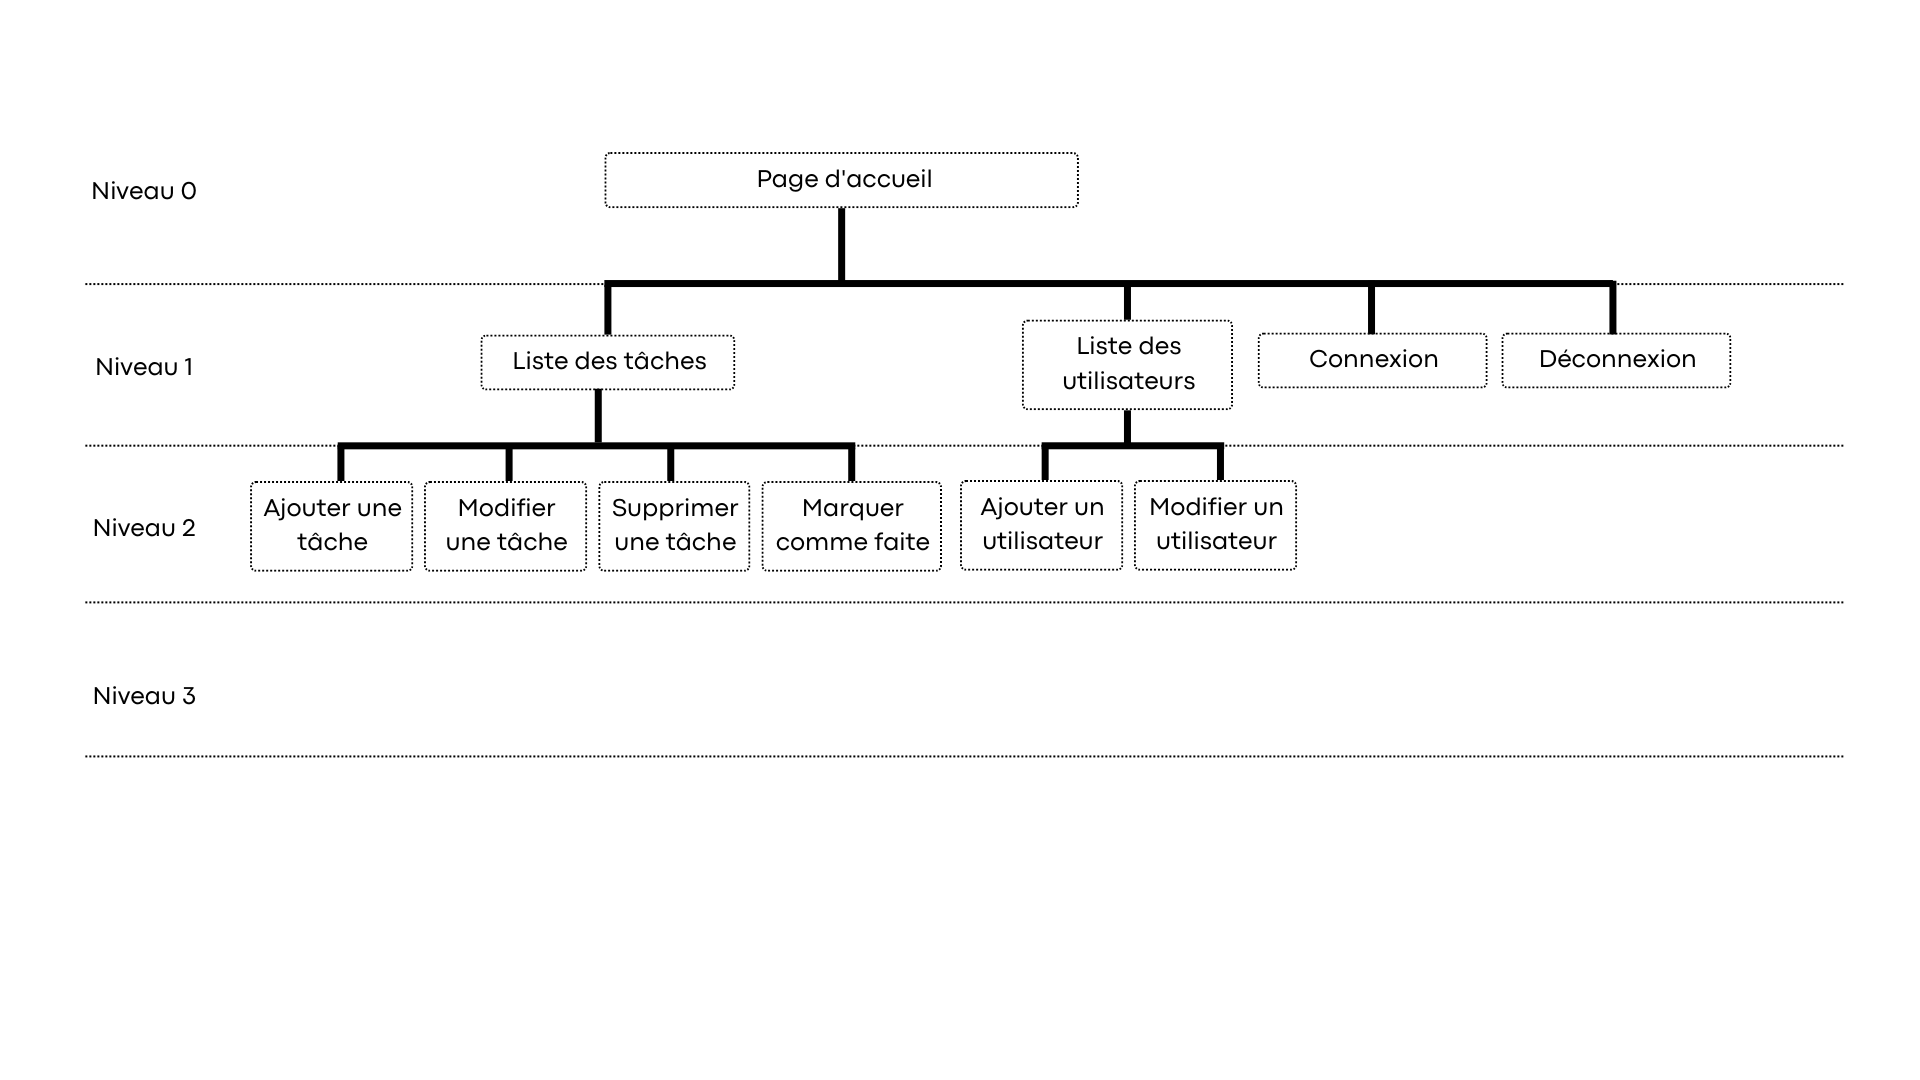 Niveau 0
Page d'accueil
Niveau 1
Liste des tâches
Liste des
utilisateurs
Connexion
Déconnexion
Niveau 2
Ajouter une
tâche
Modifier
une tâche
Supprimer
une tâche
Marquer
comme faite
Ajouter un
utilisateur
Modifier un
utilisateur
Niveau 3